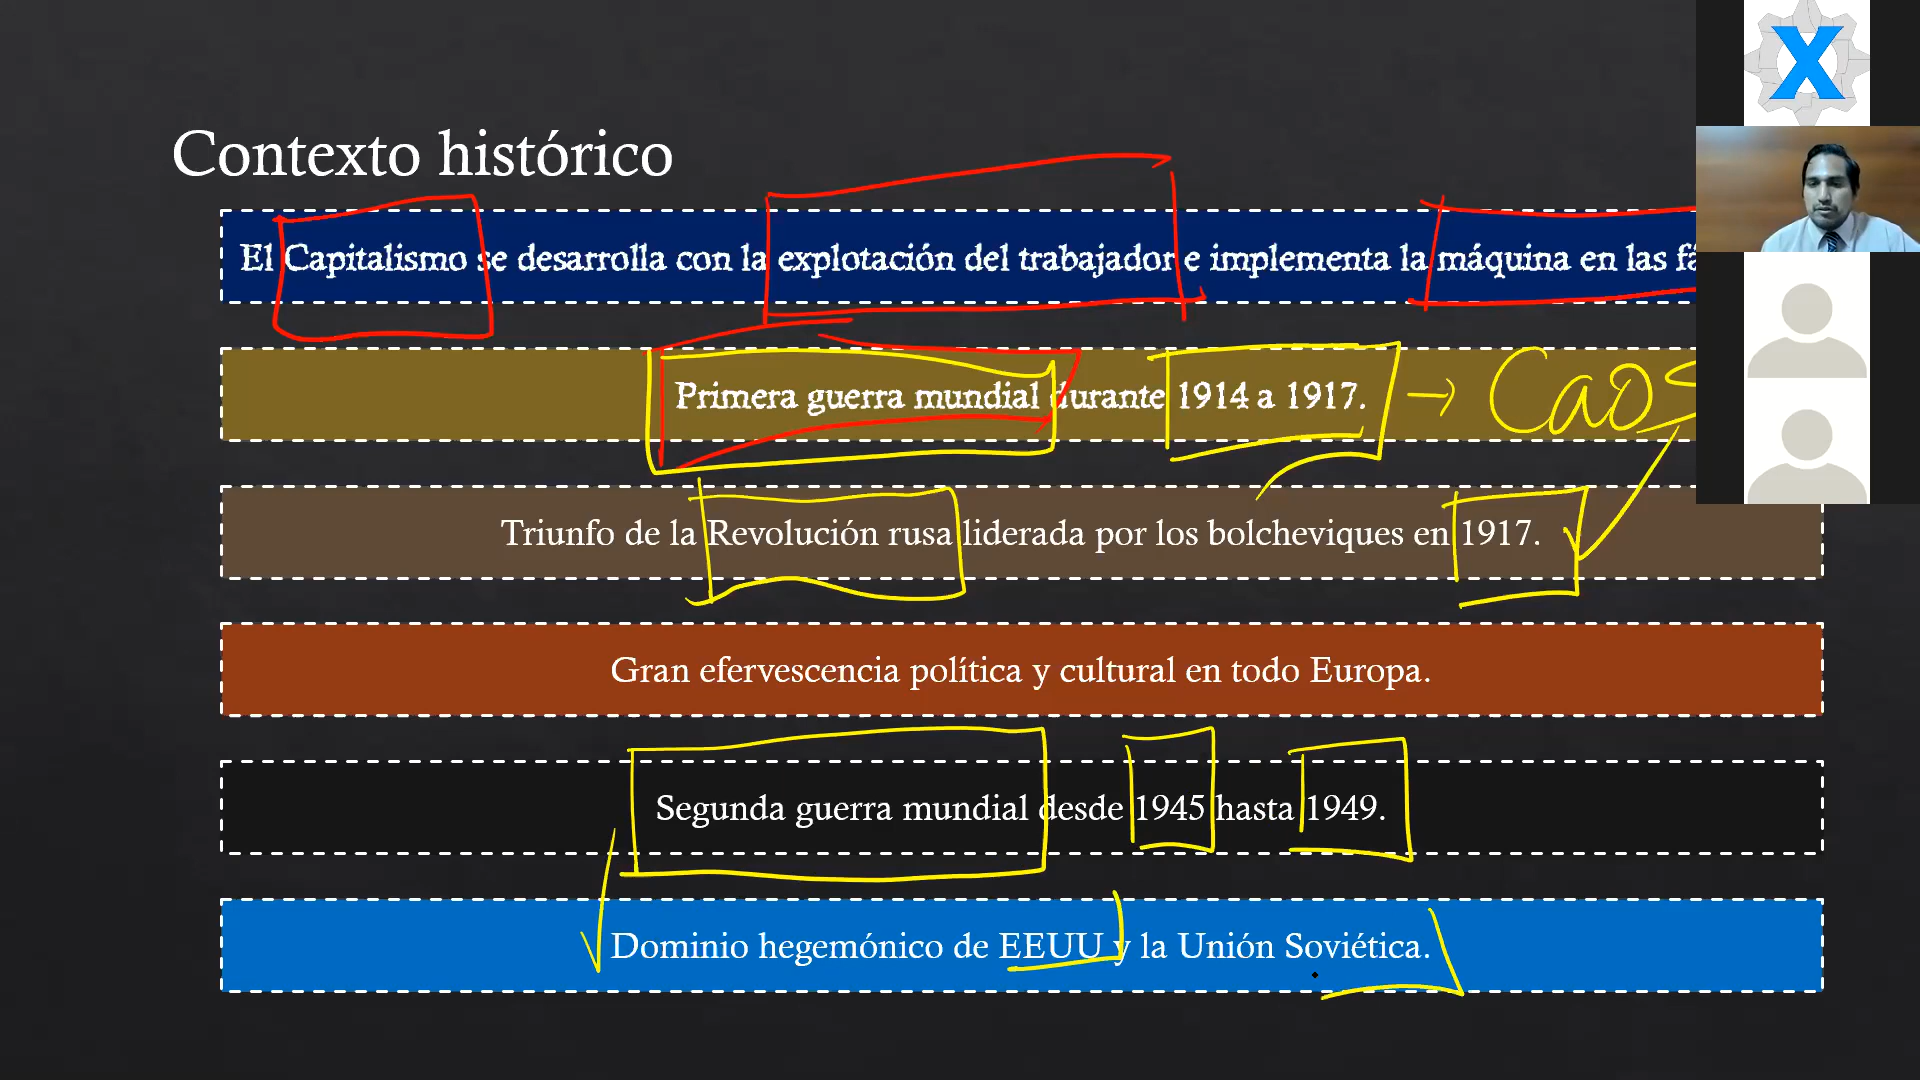 Contexto histórico
El Capitalismo se desarrolla con la explotación del trabajador e implementa la máquina en las
Primera guerra mundial durante 1914 a 1917. → Caos
Triunfo de la Revolución rusa liderada por los bolcheviques en 1917.
Gran efervescencia política y cultural en todo Europa.
Segunda guerra mundial desde 1945 hasta 1949.
Dominio hegemónico de EEUU y la Unión Soviética.
X